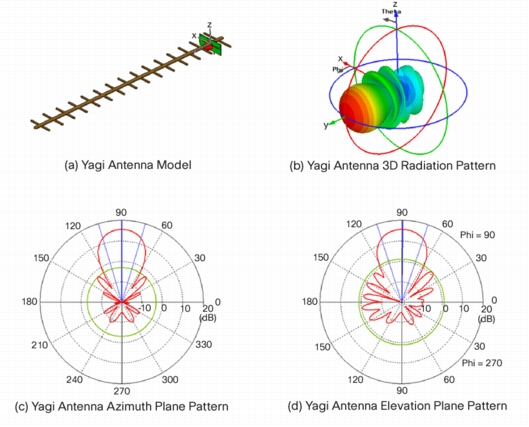 Z
X
(a) Yagi Antenna Model
Z
Theta
X
Phi
y
(b) Yagi Antenna 3D Radiation Pattern
90
120
60
150
30
180
-10 0 10 20 0
(dB)
210
330
240
300
270
(c) Yagi Antenna Azimuth Plane Pattern
90
120
60
Phi = 90
150
30
180
-10 0 10 20 0
(dB)
150
30
Phi = 270
120
60
90
(d) Yagi Antenna Elevation Plane Pattern